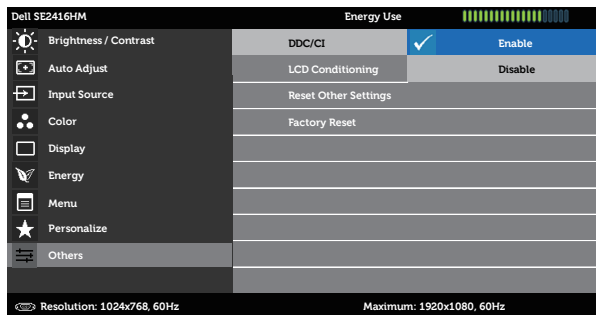 Dell SE2416HM Energy Use
Brightness / Contrast
Auto Adjust
Input Source
Color
Display
Energy
Menu
Personalize
Others
DDC/CI Enable
LCD Conditioning Disable
Reset Other Settings
Factory Reset
Resolution: 1024x768, 60Hz Maximum: 1920x1080, 60Hz